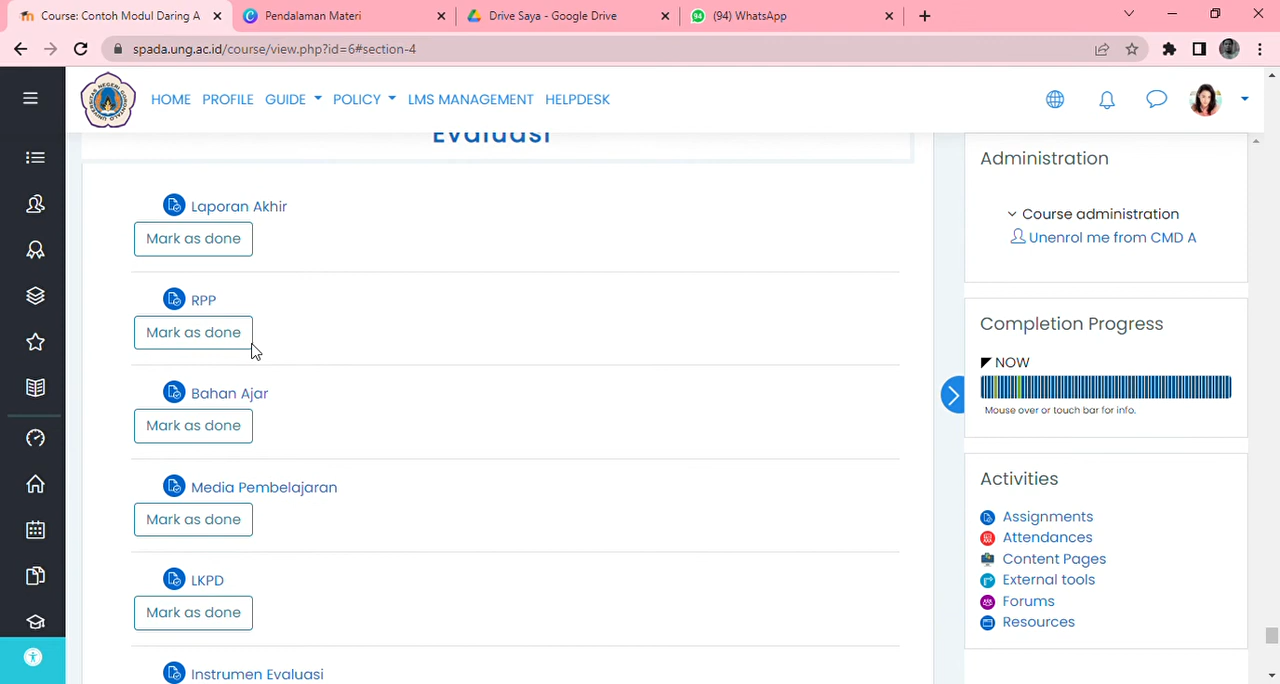 Course: Contoh Modul Daring A
Pendalaman Materi
Drive Saya - Google Drive
(94) WhatsApp
spada.ung.ac.id/course/view.php?id=6#section-4
HOME PROFILE GUIDE POLICY LMS MANAGEMENT HELPDESK
Evaluasi
Laporan Akhir
Mark as done
RPP
Mark as done
Bahan Ajar
Mark as done
Media Pembelajaran
Mark as done
LKPD
Mark as done
Instrumen Evaluasi
Administration
Course administration
Unenrol me from CMD A
Completion Progress
NOW
Mouse over or touch bar for info.
Activities
Assignments
Attendances
Content Pages
External tools
Forums
Resources